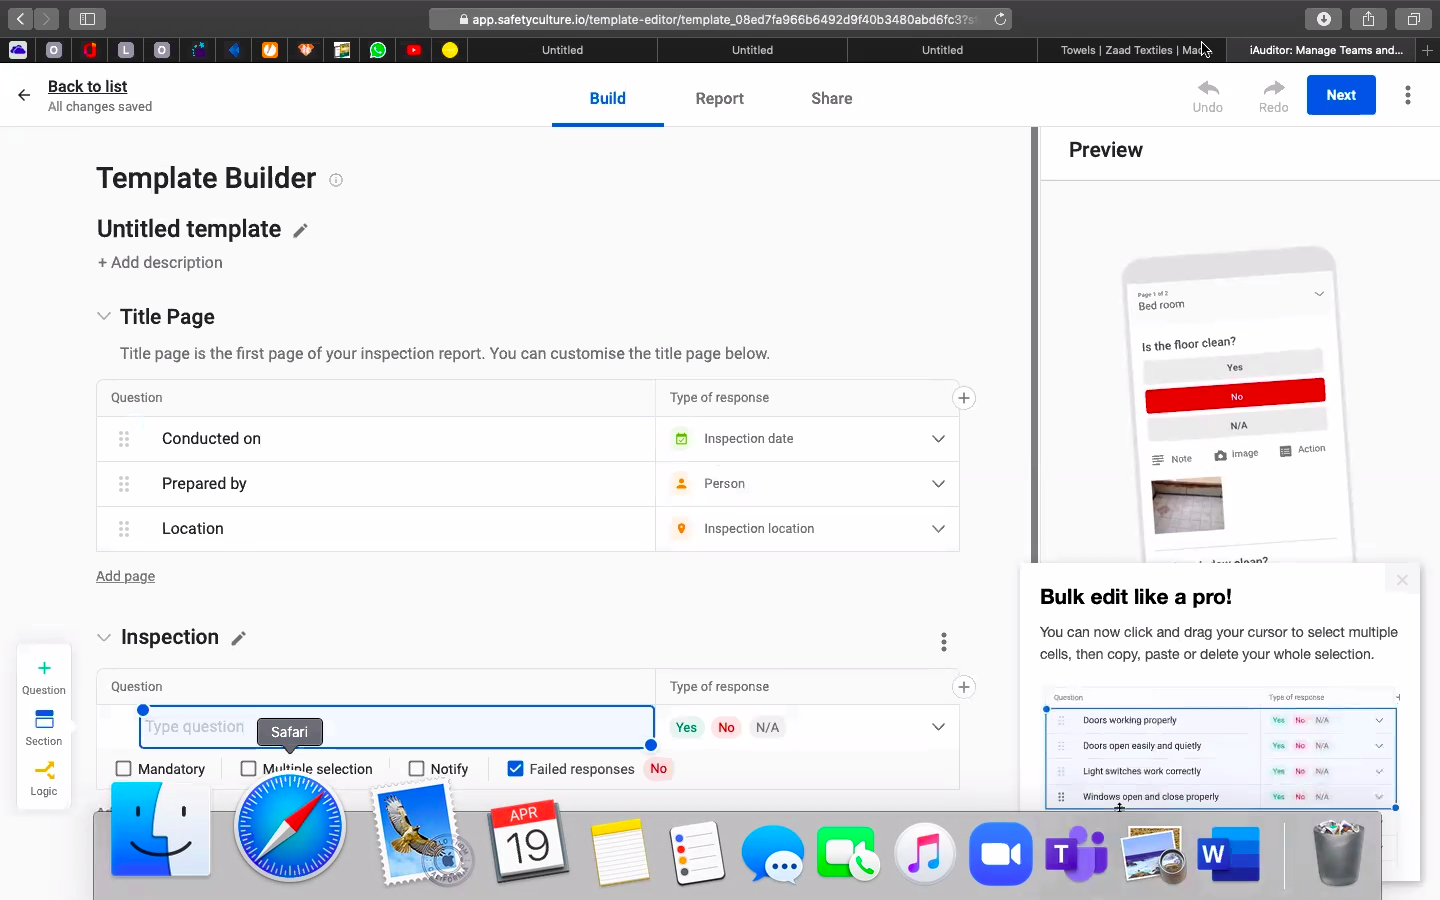 app.safetyculture.io/template-editor/template_08ed7fa966b6492d9f40b3480abd6fc3?s
Untitled
Untitled
Untitled
Towels | Zaad Textiles | Mac
iAuditor: Manage Teams and...
Back to list
All changes saved
Build
Report
Share
Undo
Redo
Next
Preview
Template Builder
Untitled template
+ Add description
Title Page
Title page is the first page of your inspection report. You can customise the title page below.
Question
Type of response
Conducted on
Inspection date
Prepared by
Person
Location
Inspection location
Add page
Inspection
Question
Type of response
Type question
Yes
No
N/A
Safari
Mandatory
Multiple selection
Notify
Failed responses
No
Question
Section
Logic
Page 1 of 2
Bed room
Is the floor clean?
Yes
No
N/A
Note
Image
Action
Bulk edit like a pro!
You can now click and drag your cursor to select multiple
cells, then copy, paste or delete your whole selection.
Question
Type of response
Doors working properly
Yes No N/A
Doors open easily and quietly
Yes No N/A
Light switches work correctly
Yes No N/A
Windows open and close properly
Yes No N/A
APR
19
T
W